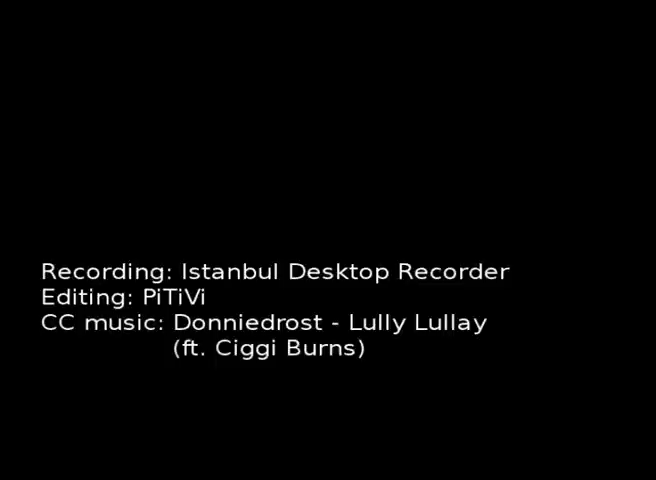 Recording: Istanbul Desktop Recorder
Editing: PiTiVi
CC music: Donniedrost - Lully Lullay
(ft. Ciggi Burns)